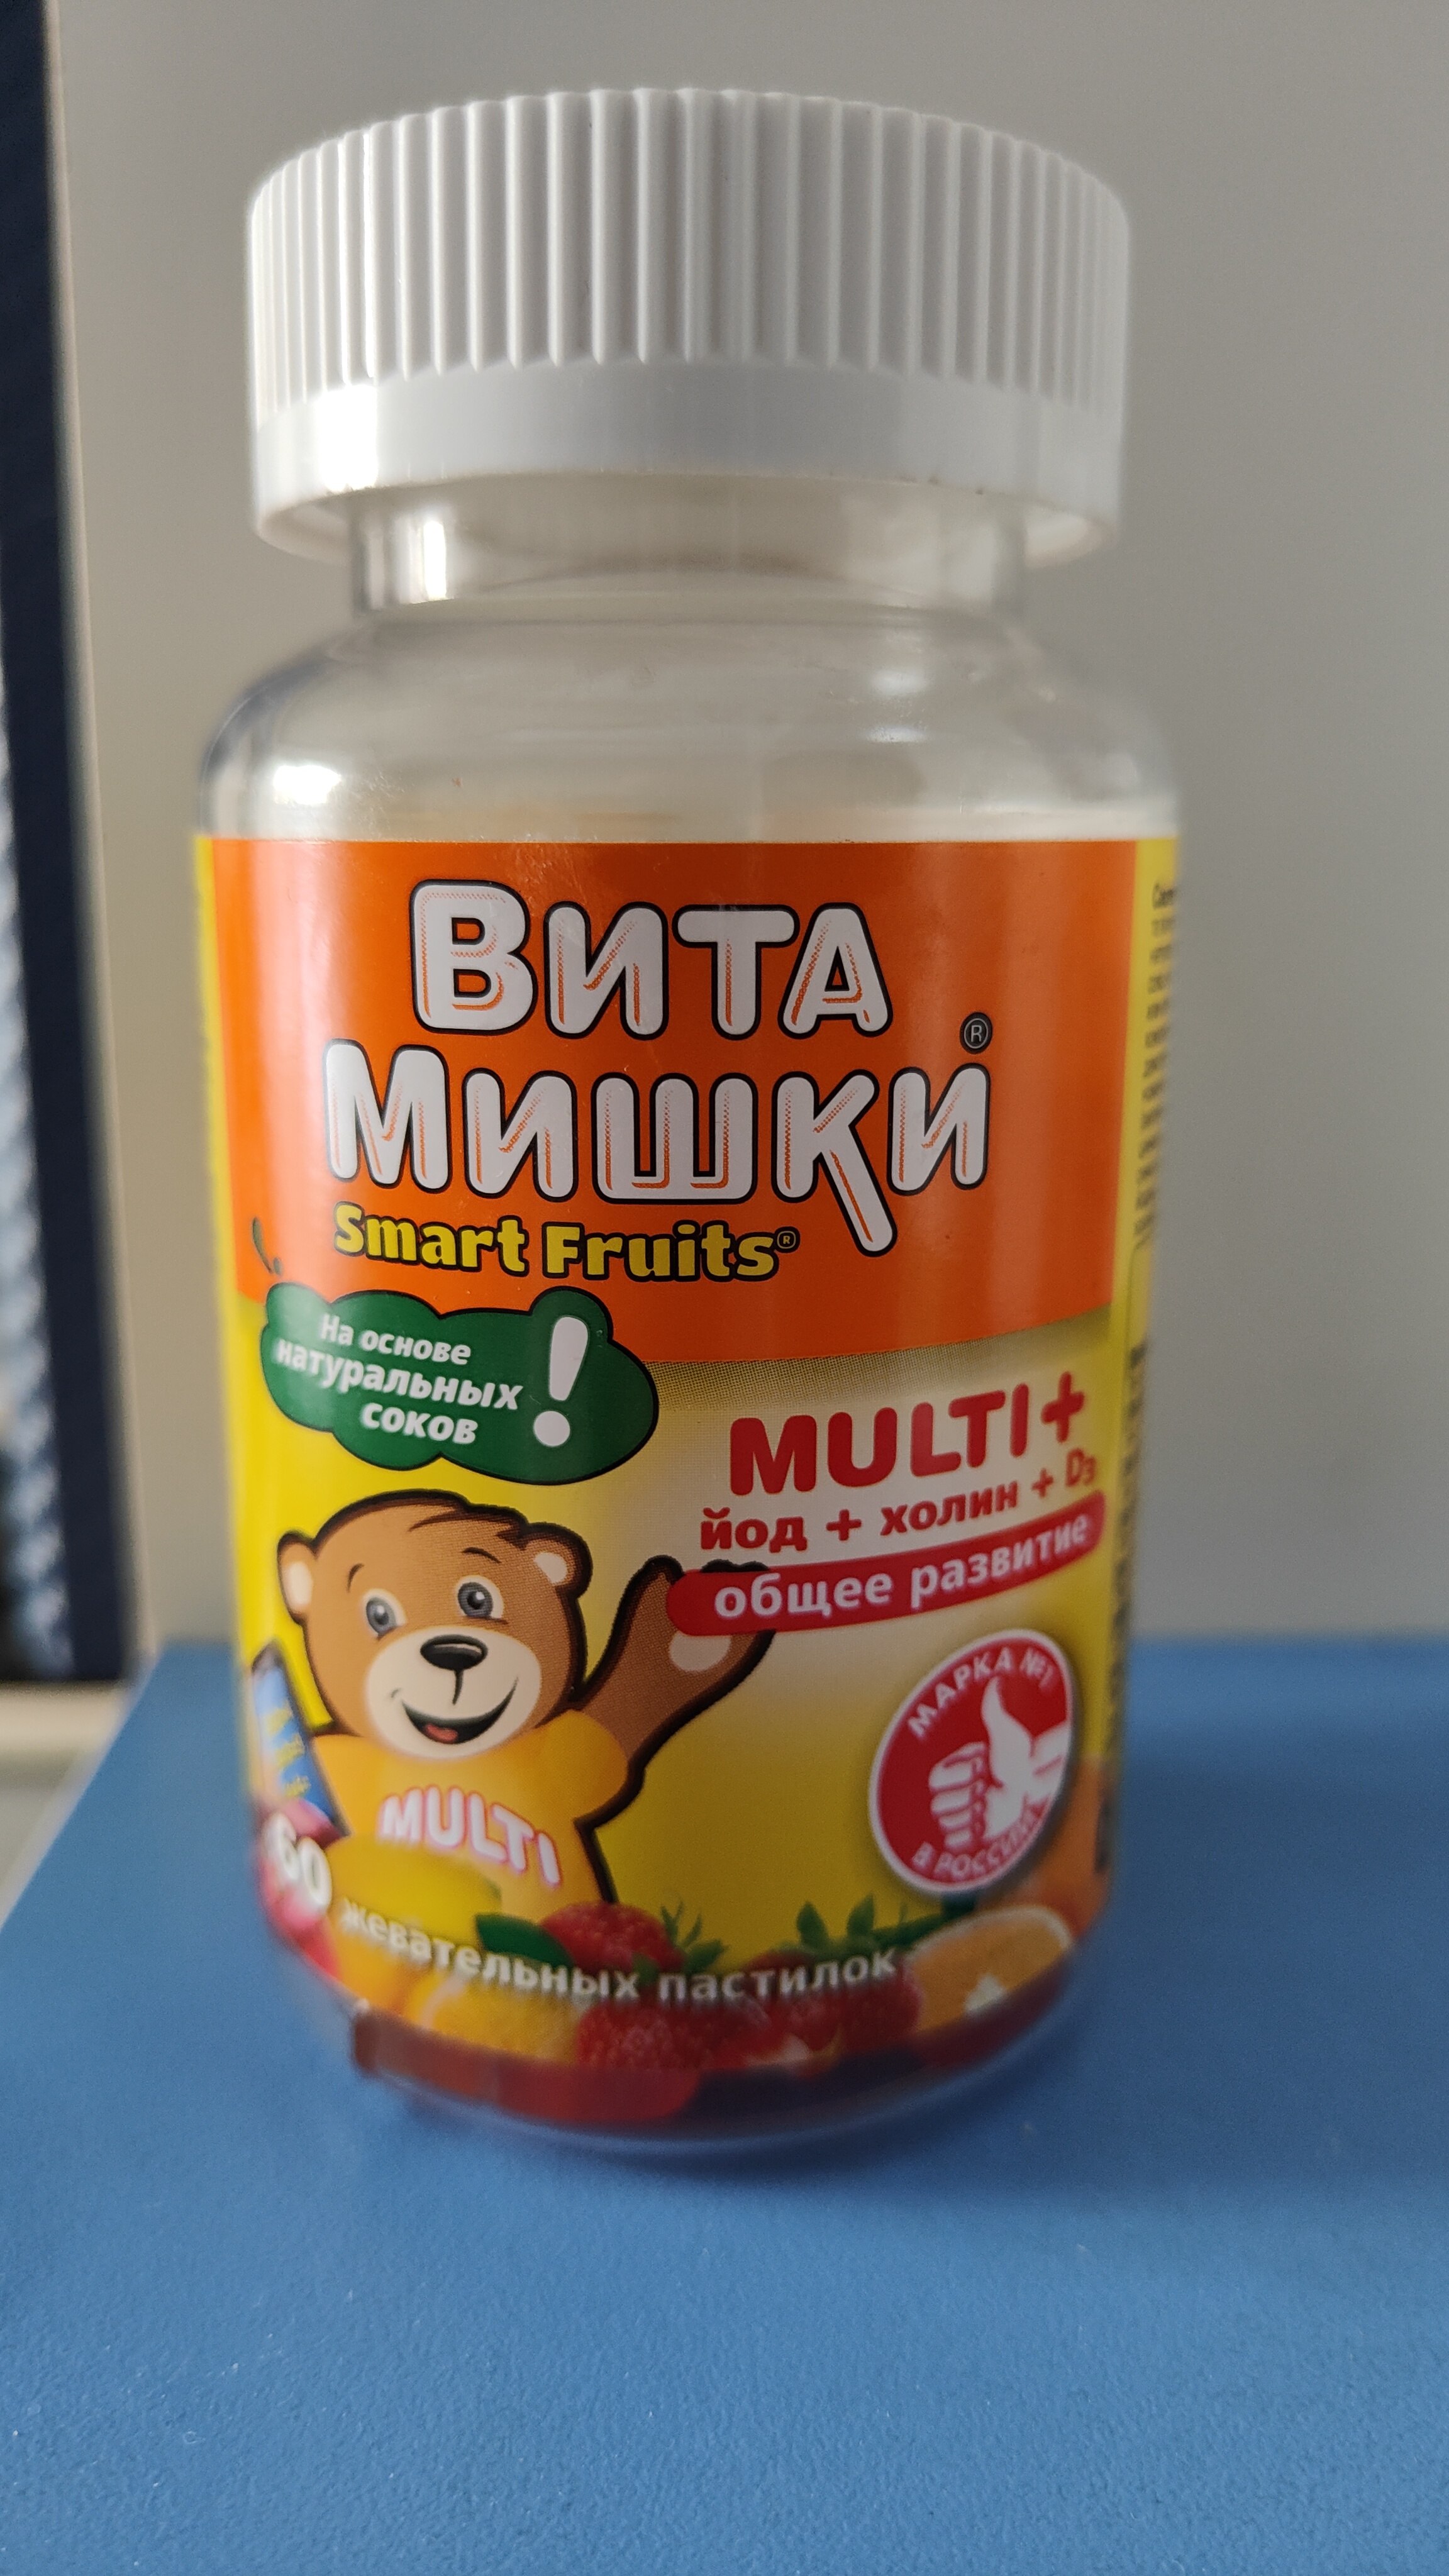 Вита
Мишки
®
Smart Fruits®
На основе
натуральных
соков
!
MULTI+
йод + холин + D3
общее развитие
МАРКА №1
В РОССИИ
MULTI
60 жевательных пастилок